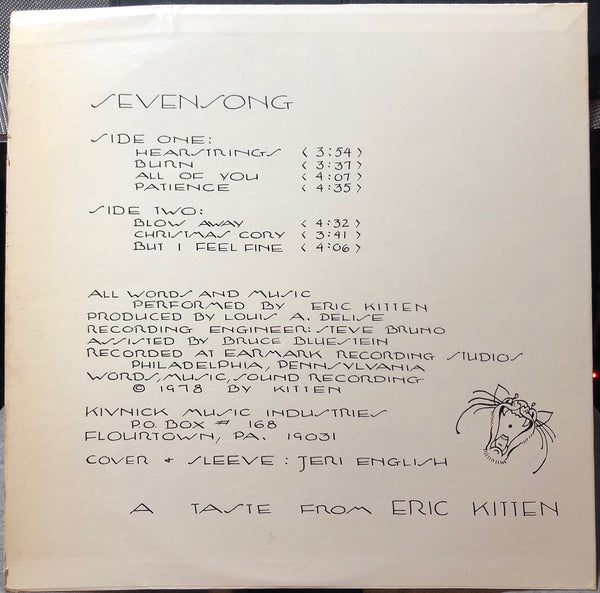 SEVENSONG
SIDE ONE:
HEARSTRINGS < 3:54 >
BURN < 3:37 >
ALL OF YOU < 4:07 >
PATIENCE < 4:35 >
SIDE TWO:
BLOW AWAY < 4:32 >
CHRISTMAS CORY < 3:41 >
BUT I FEEL FINE < 4:06 >
ALL WORDS AND MUSIC
PERFORMED BY ERIC KITTEN
PRODUCED BY LOUIS A. DELISE
RECORDING ENGINEER: STEVE BRUNO
ASSISTED BY BRUCE BLUESTEIN
RECORDED AT EARMARK RECORDING STUDIOS
PHILADELPHIA, PENNSYLVANIA
WORDS, MUSIC, SOUND RECORDING
© 1978 BY KITTEN
KIVNICK MUSIC INDUSTRIES
P.O. BOX # 168
FLOURTOWN, PA. 19031
COVER + SLEEVE : JERI ENGLISH
A TASTE FROM ERIC KITTEN